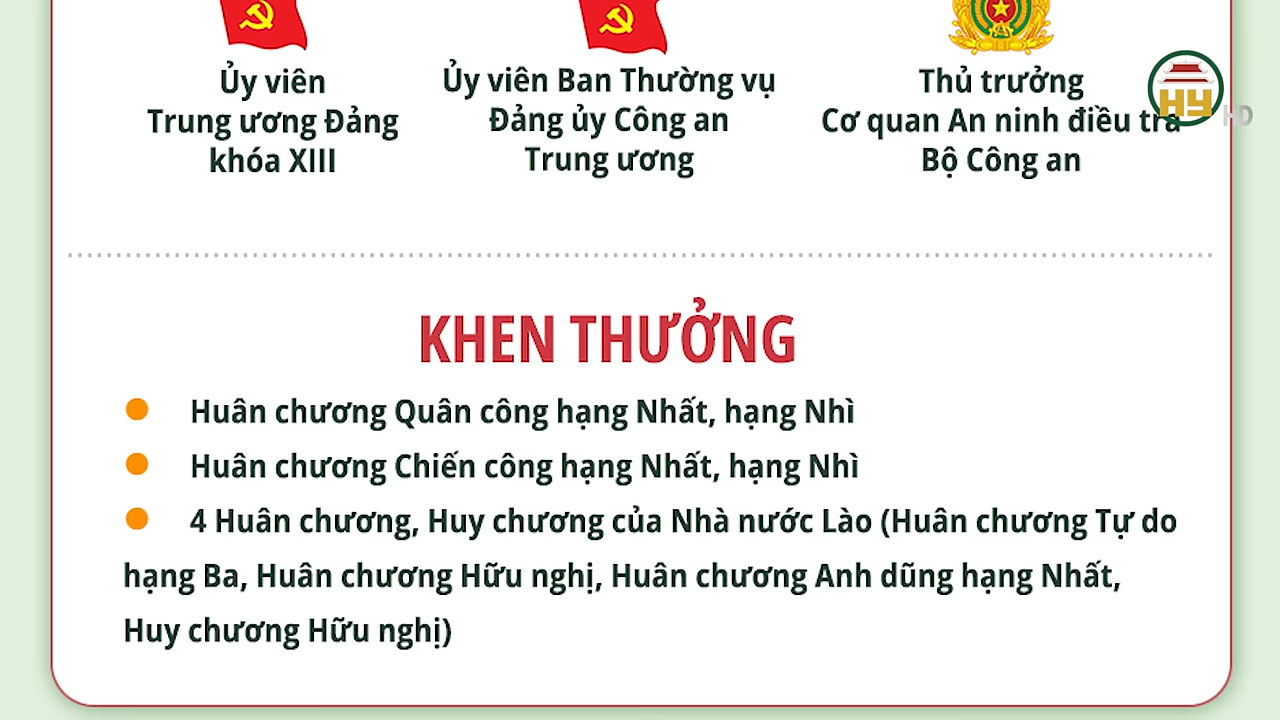 Ủy viên
Trung ương Đảng
khóa XIII
Ủy viên Ban Thường vụ
Đảng ủy Công an
Trung ương
Thủ trưởng
Cơ quan An ninh điều tra
Bộ Công an
HY HD
KHEN THƯỞNG
Huân chương Quân công hạng Nhất, hạng Nhì
Huân chương Chiến công hạng Nhất, hạng Nhì
4 Huân chương, Huy chương của Nhà nước Lào (Huân chương Tự do
hạng Ba, Huân chương Hữu nghị, Huân chương Anh dũng hạng Nhất,
Huy chương Hữu nghị)